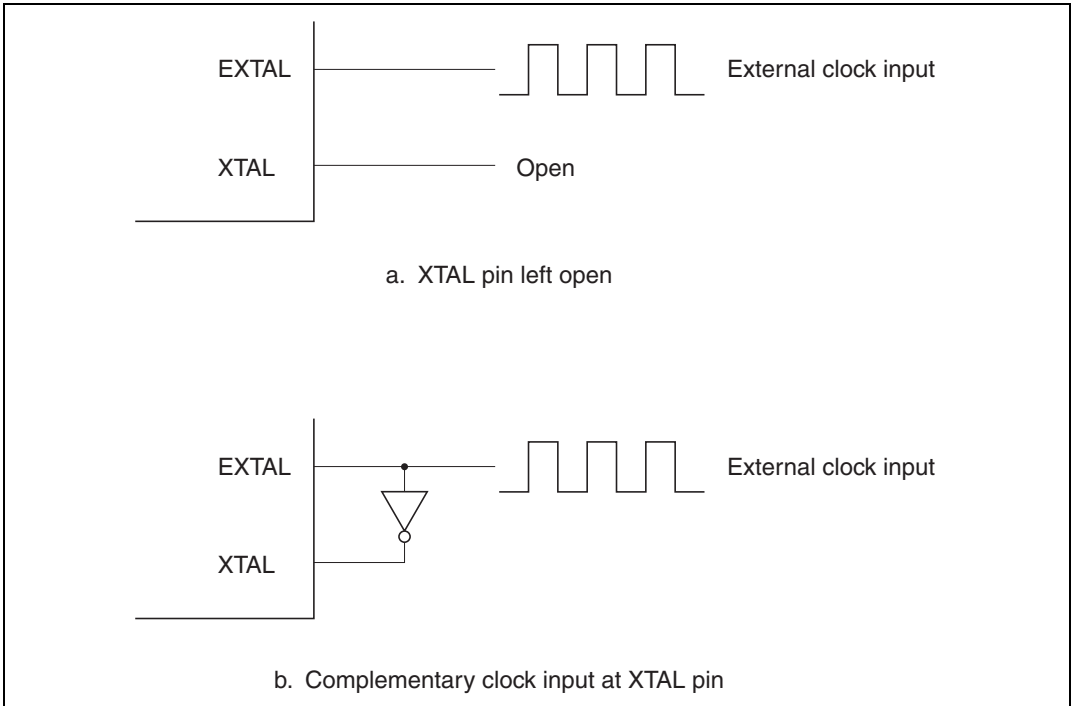 EXTAL
External clock input
XTAL
Open
a. XTAL pin left open
EXTAL
External clock input
XTAL
b. Complementary clock input at XTAL pin